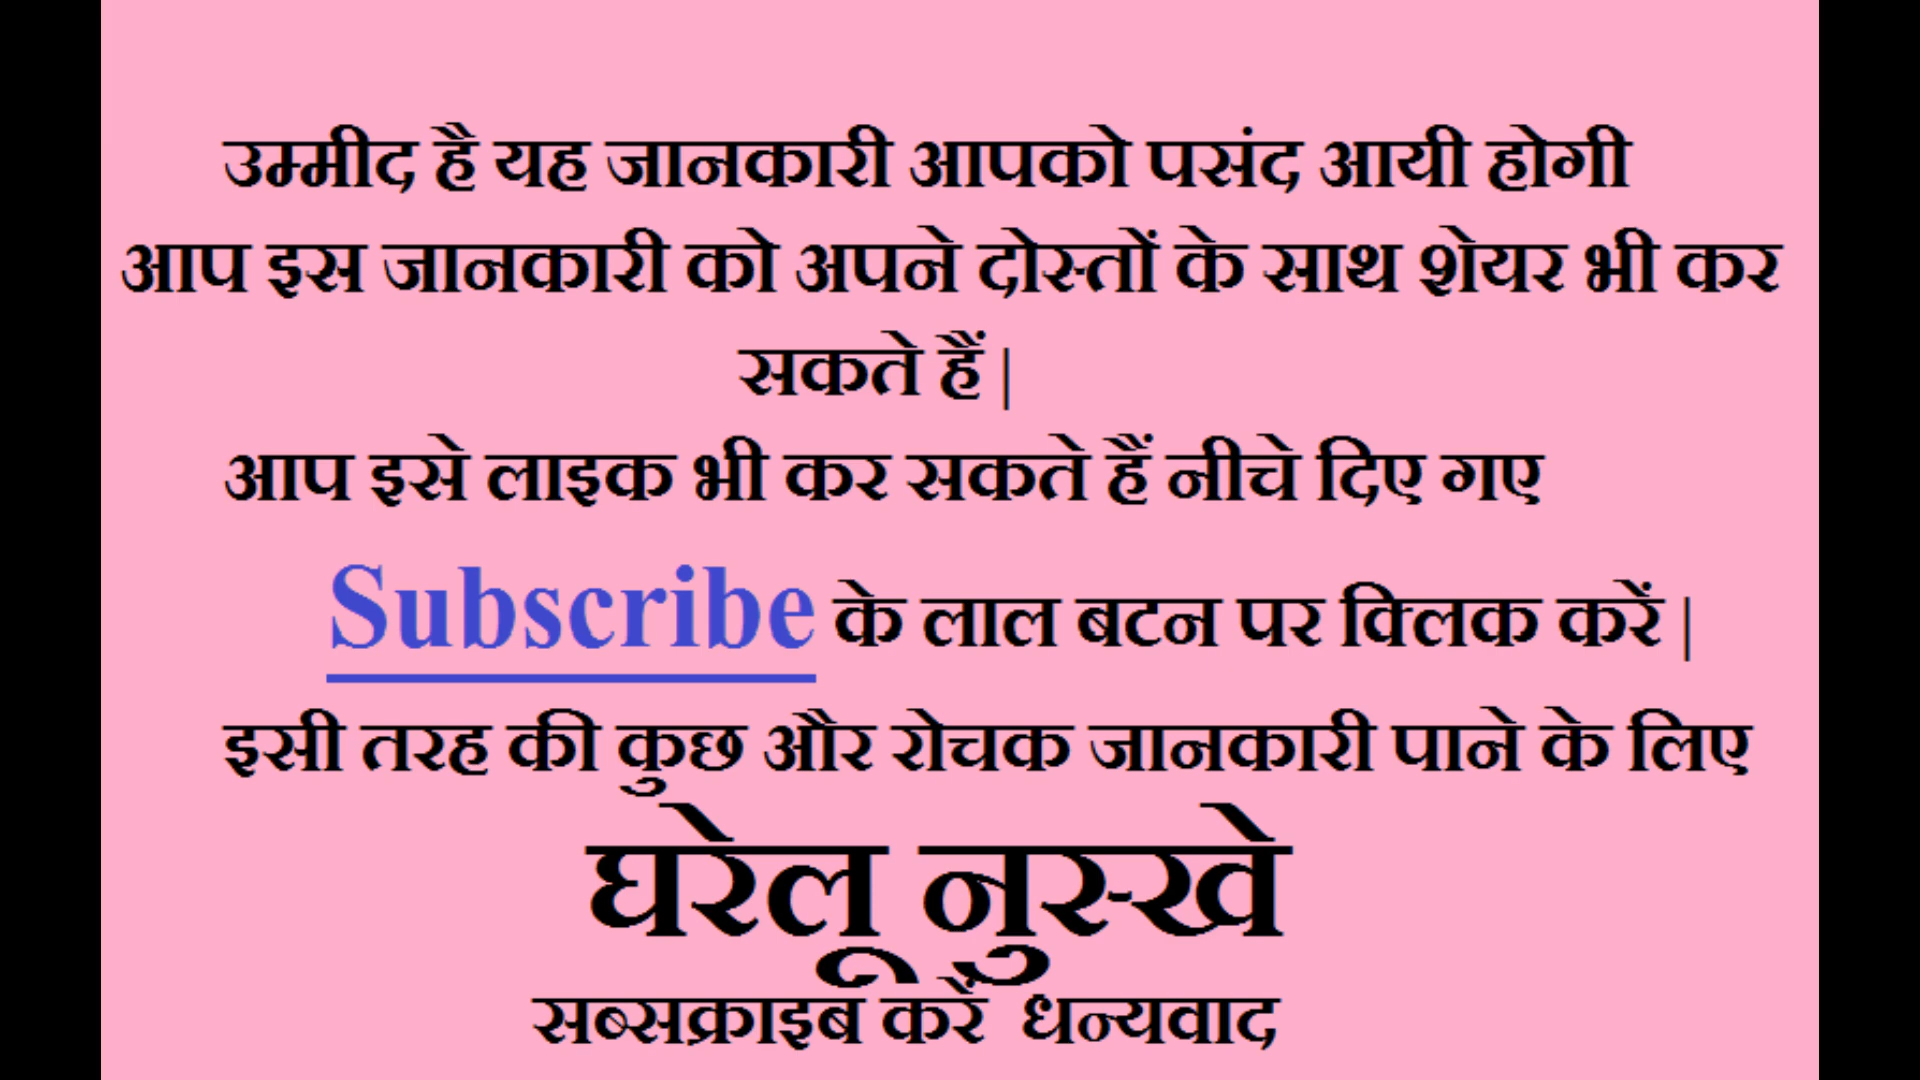 उम्मीद है यह जानकारी आपको पसंद आयी होगी
आप इस जानकारी को अपने दोस्तों के साथ शेयर भी कर
सकते हैं |
आप इसे लाइक भी कर सकते हैं नीचे दिए गए
Subscribe के लाल बटन पर क्लिक करें |
इसी तरह की कुछ और रोचक जानकारी पाने के लिए
घरेलू नुस्खे
सब्सक्राइब करें धन्यवाद